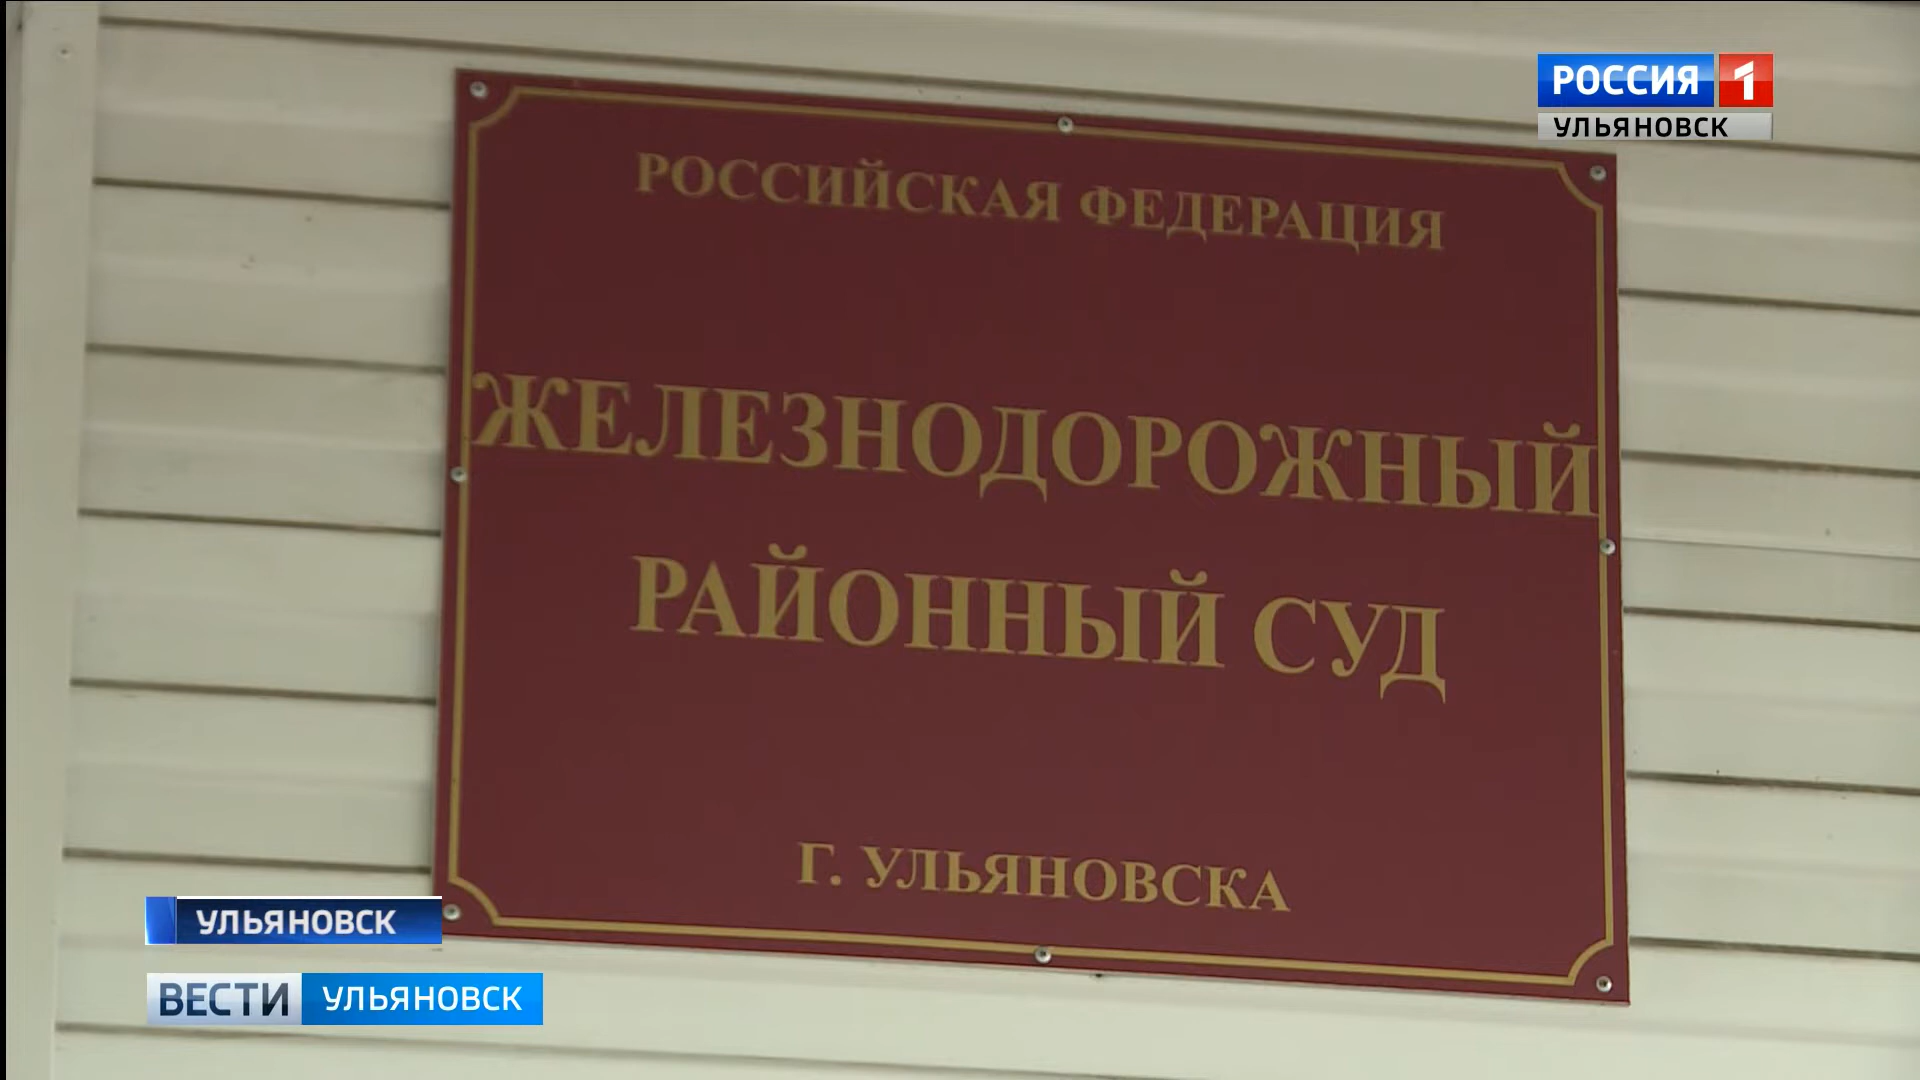 РОССИЯ 1
УЛЬЯНОВСК
РОССИЙСКАЯ ФЕДЕРАЦИЯ
ЖЕЛЕЗНОДОРОЖНЫЙ
РАЙОННЫЙ СУД
Г. УЛЬЯНОВСКА
УЛЬЯНОВСК
ВЕСТИ УЛЬЯНОВСК